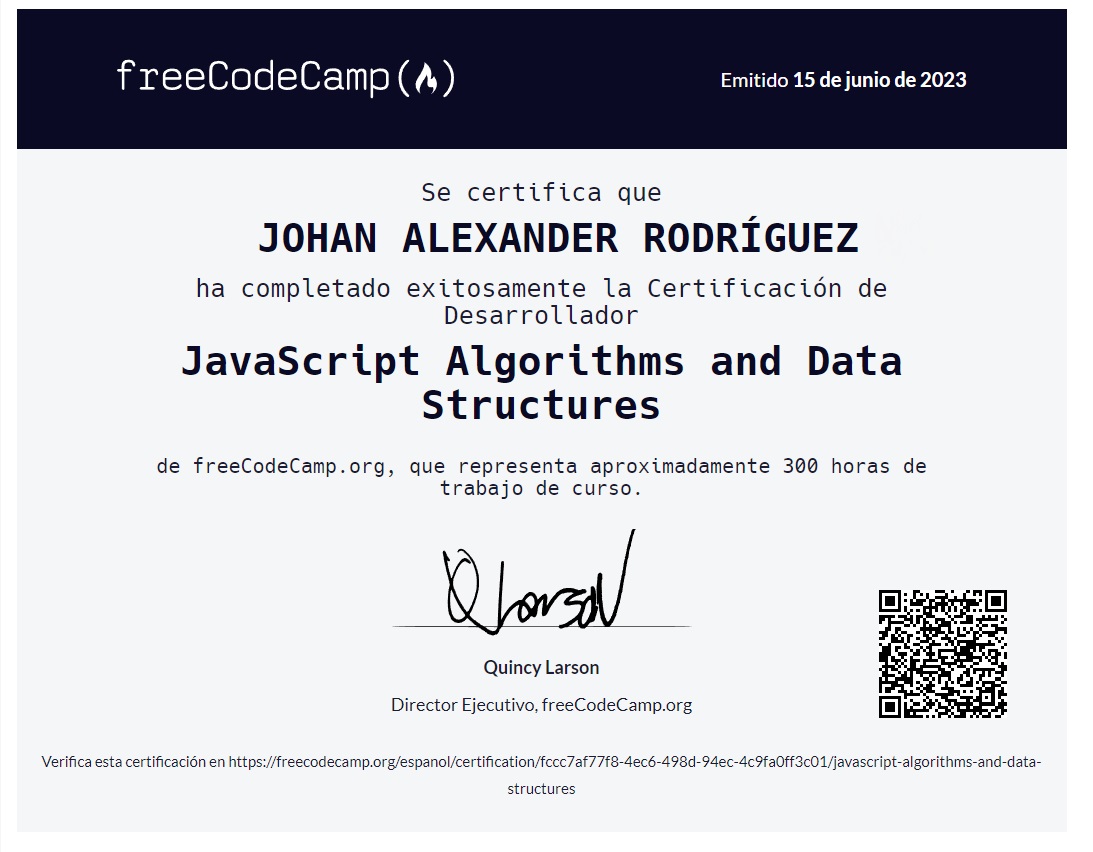 freeCodeCamp
Emitido 15 de junio de 2023
Se certifica que
JOHAN ALEXANDER RODRÍGUEZ
ha completado exitosamente la Certificación de
Desarrollador
JavaScript Algorithms and Data
Structures
de freeCodeCamp.org, que representa aproximadamente 300 horas de
trabajo de curso.
Q Larson
Quincy Larson
Director Ejecutivo, freeCodeCamp.org
Verifica esta certificación en https://freecodecamp.org/espanol/certification/fccc7af77f8-4ec6-498d-94ec-4c9fa0ff3c01/javascript-algorithms-and-data-
structures